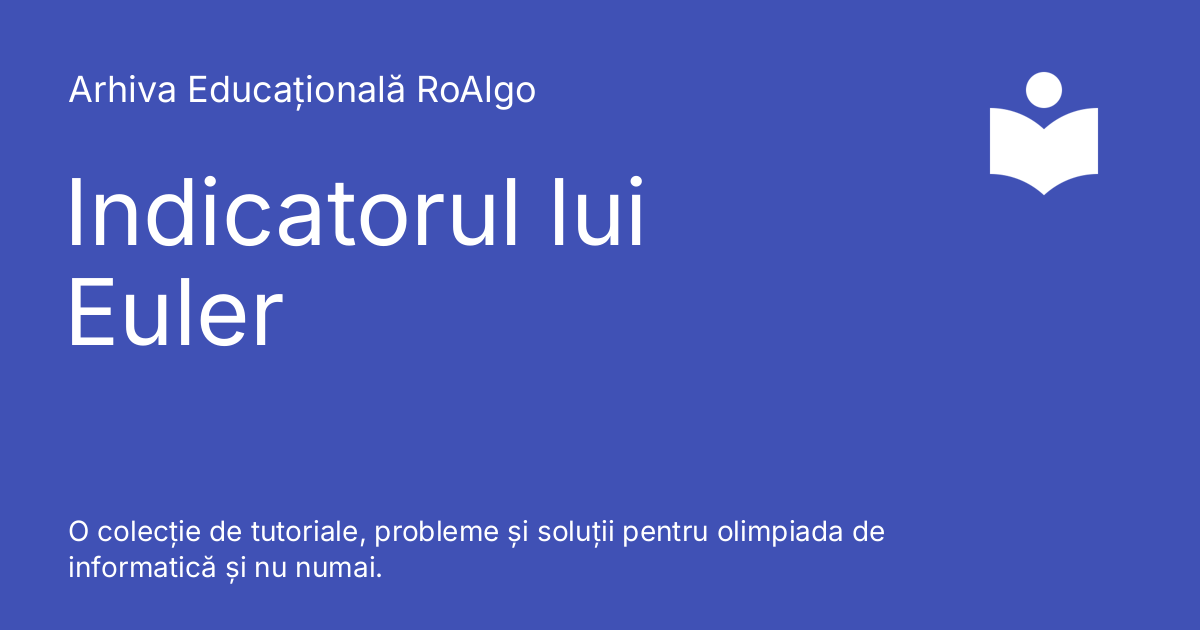 Arhiva Educațională RoAlgo
Indicatorul lui
Euler
O colecție de tutoriale, probleme și soluții pentru olimpiada de
informatică și nu numai.